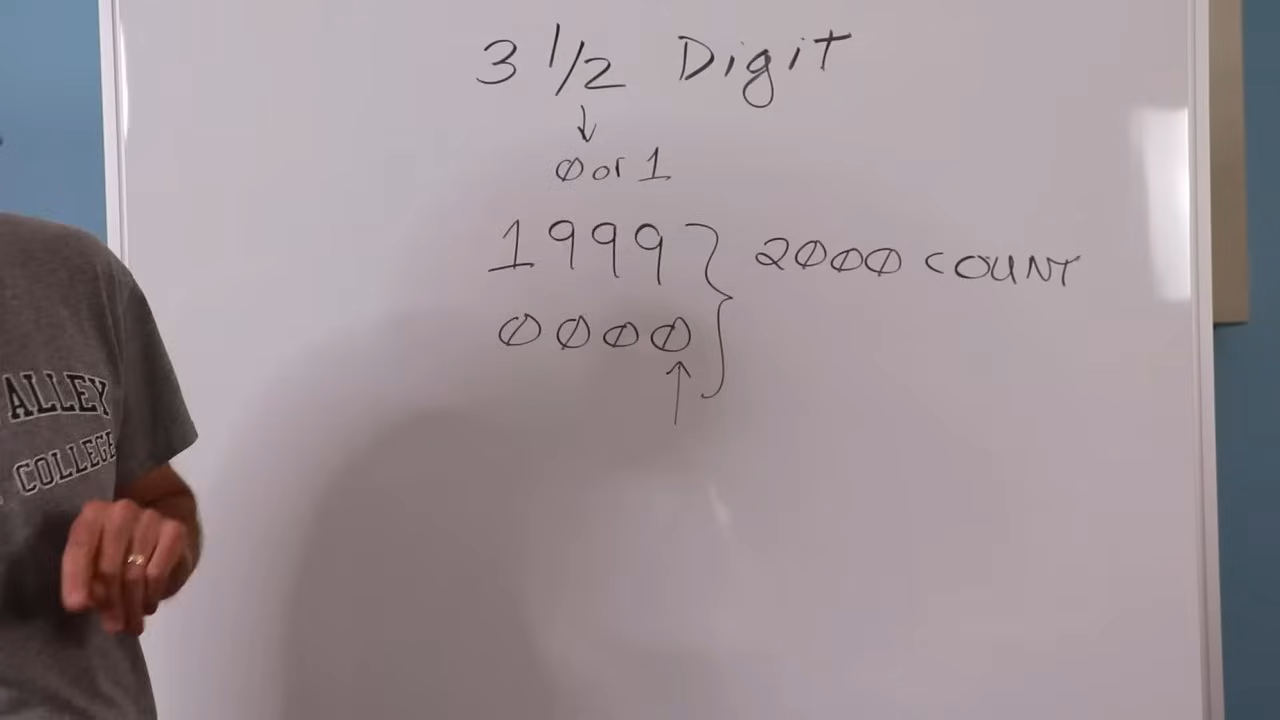 3 1/2 Digit
0 or 1
1999
2000 COUNT
0000
ALLEY
COLLEGE